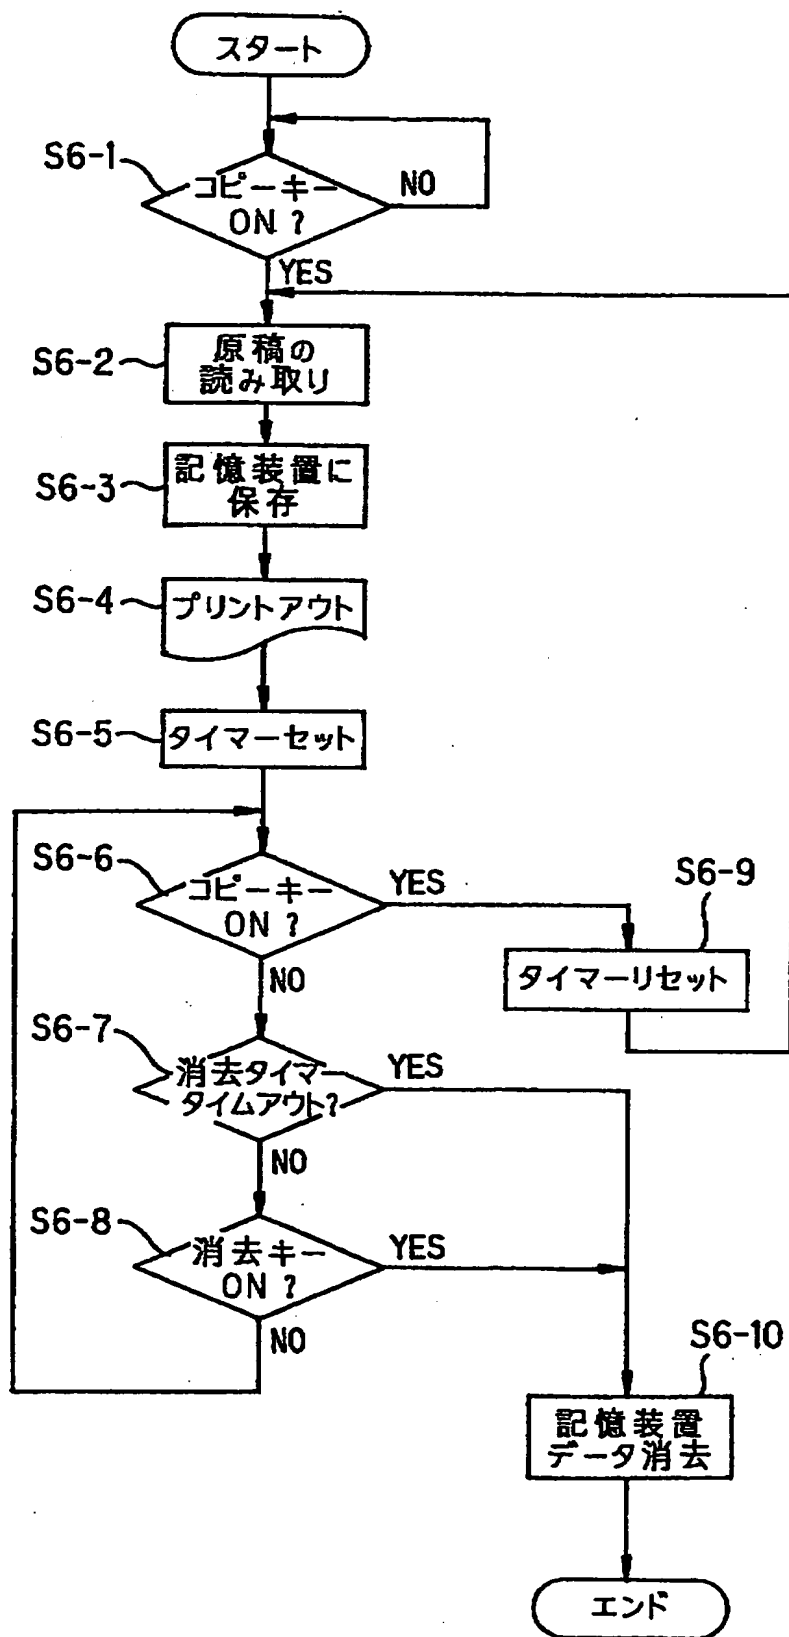 スタート
S6-1
コピーキー
ON ?
NO
YES
S6-2
原稿の
読み取り
S6-3
記憶装置に
保存
S6-4
プリントアウト
S6-5
タイマーセット
S6-6
コピーキー
ON ?
YES
NO
S6-9
タイマーリセット
S6-7
消去タイマー
タイムアウト?
YES
NO
S6-8
消去キー
ON ?
YES
NO
S6-10
記憶装置
データ消去
エンド